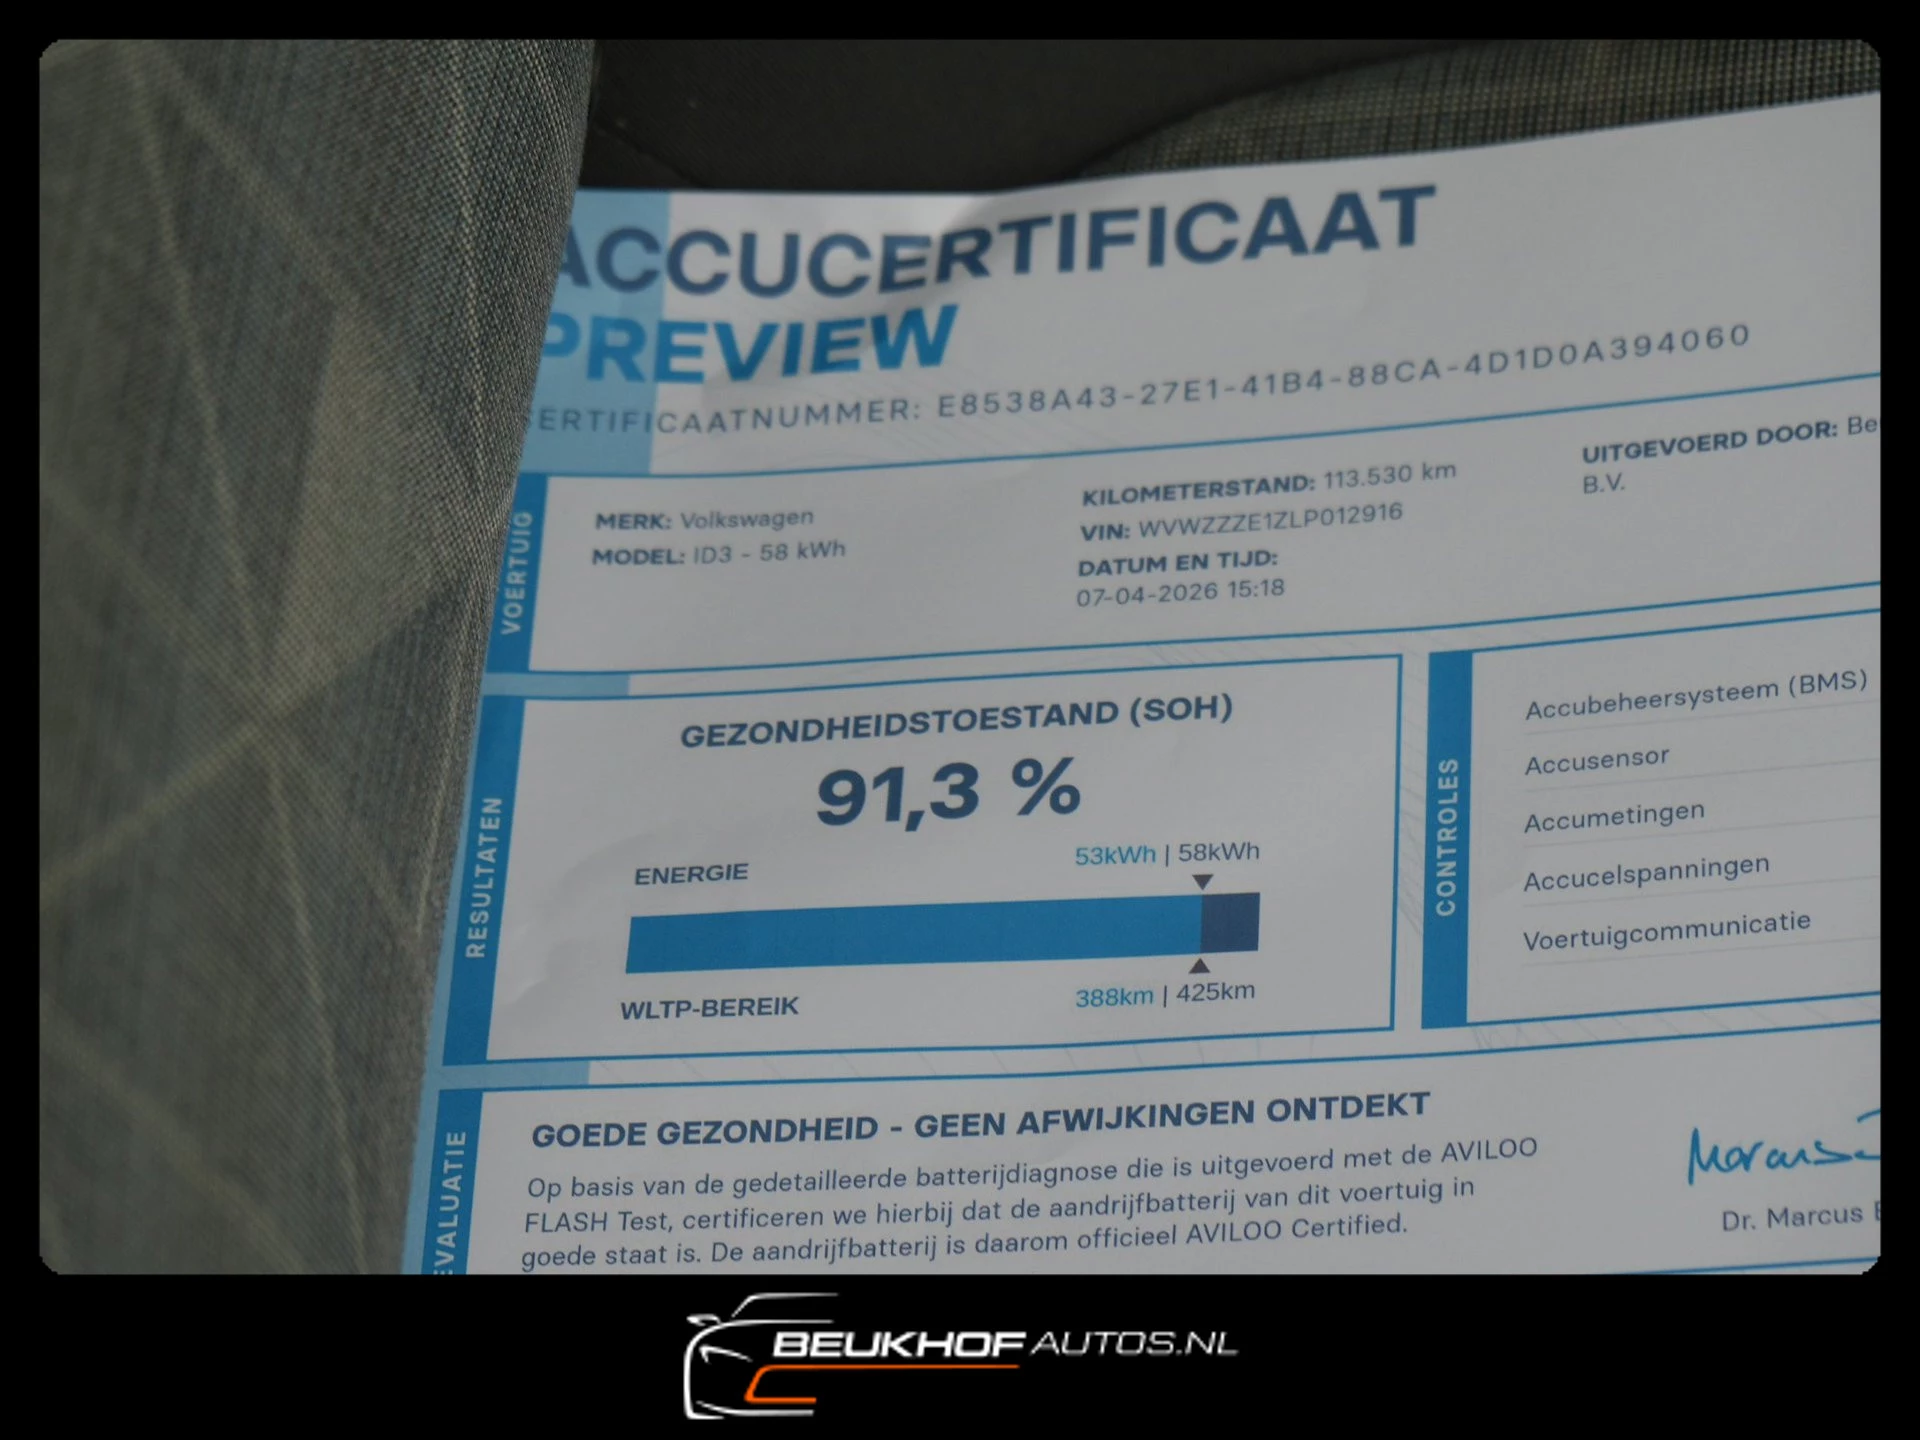 ACCUCERTIFICAAT
PREVIEW
CERTIFICAATNUMMER: E8538A43-27E1-41B4-88CA-4D1D0A394060
VOERTUIG
MERK: Volkswagen
MODEL: ID3 - 58 kWh
KILOMETERSTAND: 113.530 km
VIN: WVWZZZE1ZLP012916
DATUM EN TIJD:
07-04-2026 15:18
UITGEVOERD DOOR: Be
B.V.
RESULTATEN
GEZONDHEIDSTOESTAND (SOH)
91,3 %
ENERGIE
53kWh | 58kWh
WLTP-BEREIK
388km | 425km
CONTROLES
Accubeheersysteem (BMS)
Accusensor
Accumetingen
Accucelspanningen
Voertuigcommunicatie
EVALUATIE
GOEDE GEZONDHEID - GEEN AFWIJKINGEN ONTDEKT
Op basis van de gedetailleerde batterijdiagnose die is uitgevoerd met de AVILOO
FLASH Test, certificeren we hierbij dat de aandrijfbatterij van dit voertuig in
goede staat is. De aandrijfbatterij is daarom officieel AVILOO Certified.
Marcus
Dr. Marcus
BEUKHOFAUTOS.NL